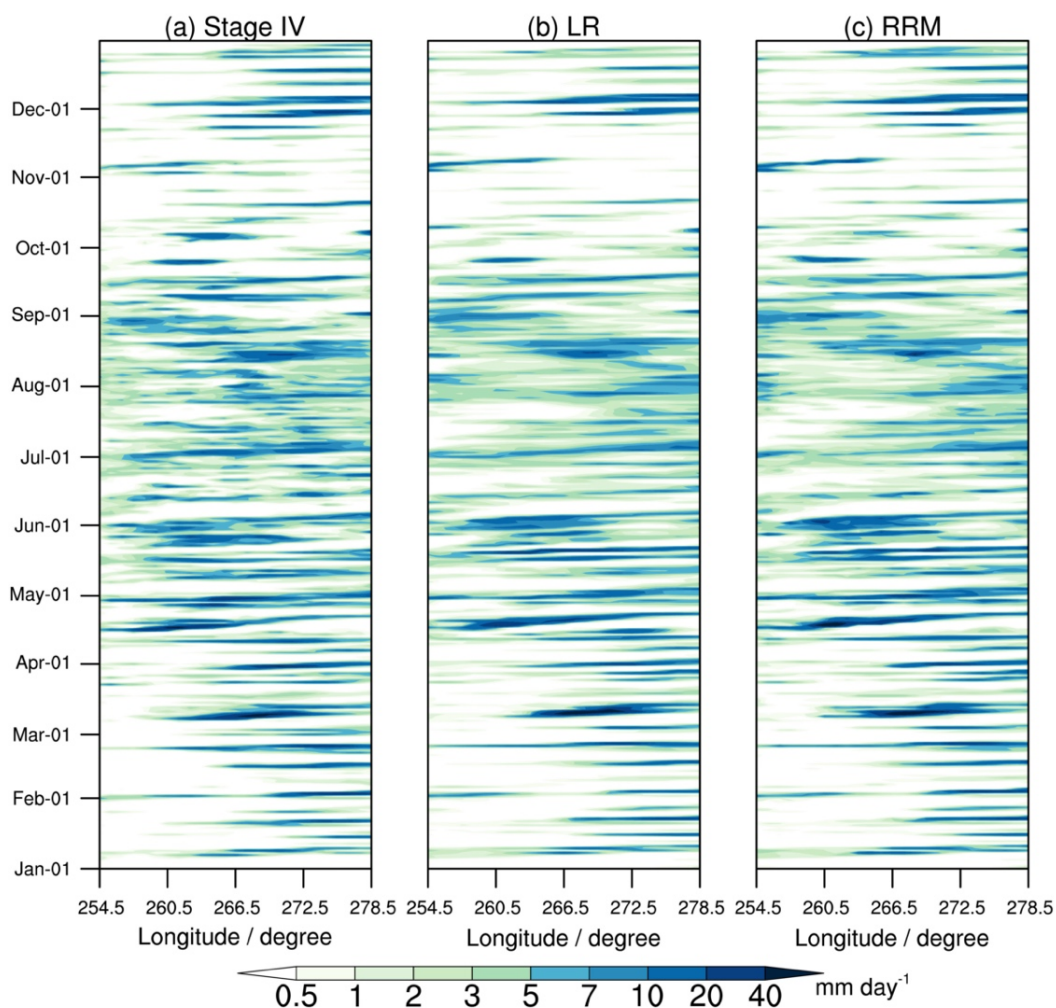 (a) Stage IV (b) LR (c) RRM
Dec-01
Nov-01
Oct-01
Sep-01
Aug-01
Jul-01
Jun-01
May-01
Apr-01
Mar-01
Feb-01
Jan-01
254.5 260.5 266.5 272.5 278.5 254.5 260.5 266.5 272.5 278.5 254.5 260.5 266.5 272.5 278.5
Longitude / degree Longitude / degree Longitude / degree
0.5 1 2 3 5 7 10 20 40 mm day⁻¹